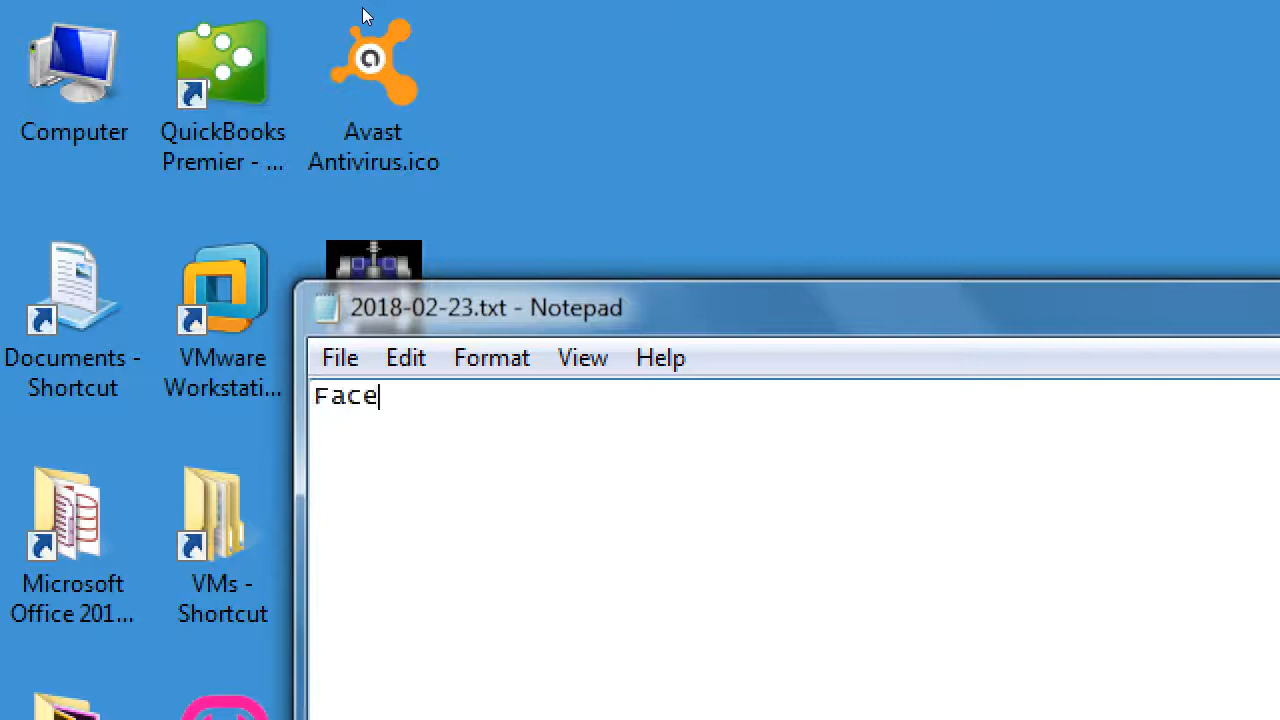 Computer
QuickBooks
Premier - ...
Avast
Antivirus.ico
Documents -
Shortcut
VMware
Workstati...
2018-02-23.txt - Notepad
File Edit Format View Help
Face
Microsoft
Office 201...
VMs -
Shortcut